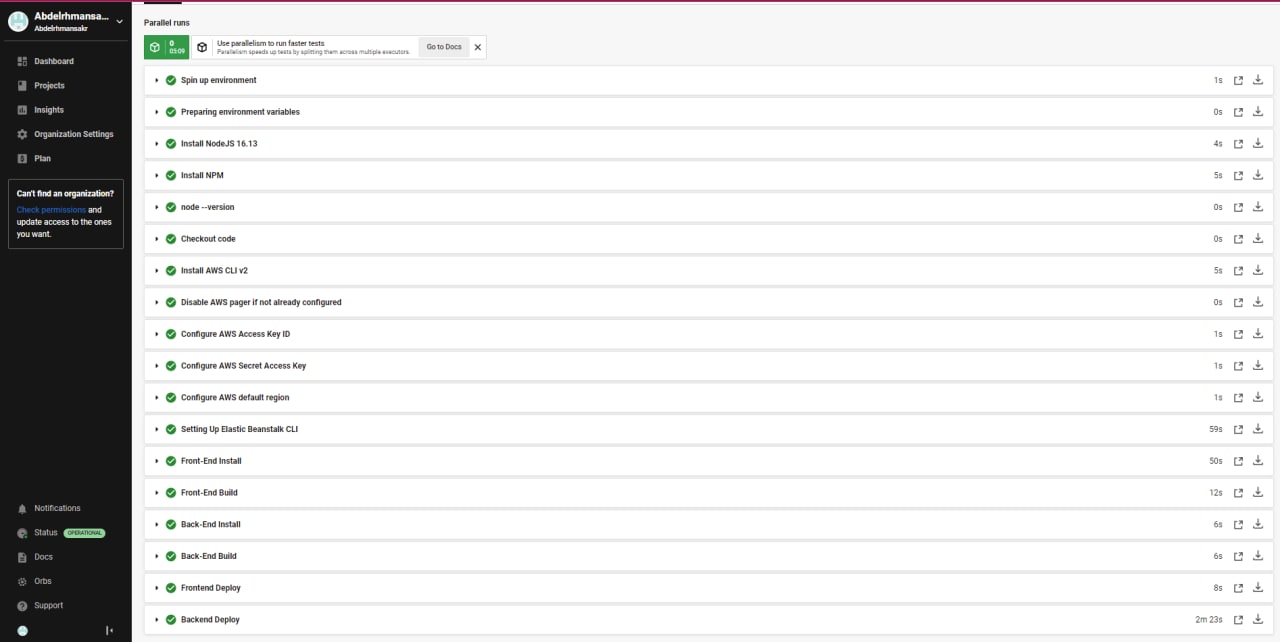 Abdelrhmansa...
Abdelrhmansakr
Dashboard
Projects
Insights
Organization Settings
Plan
Can't find an organization?
Check permissions and
update access to the ones
you want.
Notifications
Status OPERATIONAL
Docs
Orbs
Support
Parallel runs
0
05:09
Use parallelism to run faster tests
Parallelism speeds up tests by splitting them across multiple executors.
Go to Docs
Spin up environment 1s
Preparing environment variables 0s
Install NodeJS 16.13 4s
Install NPM 5s
node --version 0s
Checkout code 0s
Install AWS CLI v2 5s
Disable AWS pager if not already configured 0s
Configure AWS Access Key ID 1s
Configure AWS Secret Access Key 1s
Configure AWS default region 1s
Setting Up Elastic Beanstalk CLI 59s
Front-End Install 50s
Front-End Build 12s
Back-End Install 6s
Back-End Build 6s
Frontend Deploy 8s
Backend Deploy 2m 23s